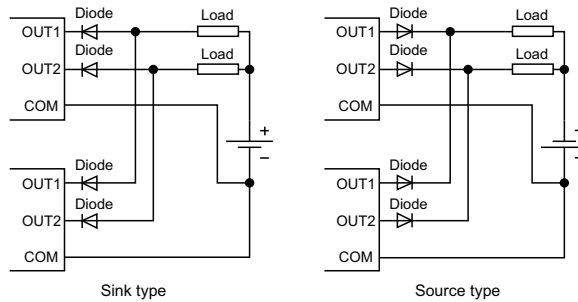 Diode
Load
OUT1
Diode
Load
OUT2
COM
+
−
Diode
OUT1
Diode
OUT2
COM
Sink type
Diode
Load
OUT1
Diode
Load
OUT2
COM
+
−
Diode
OUT1
Diode
OUT2
COM
Source type